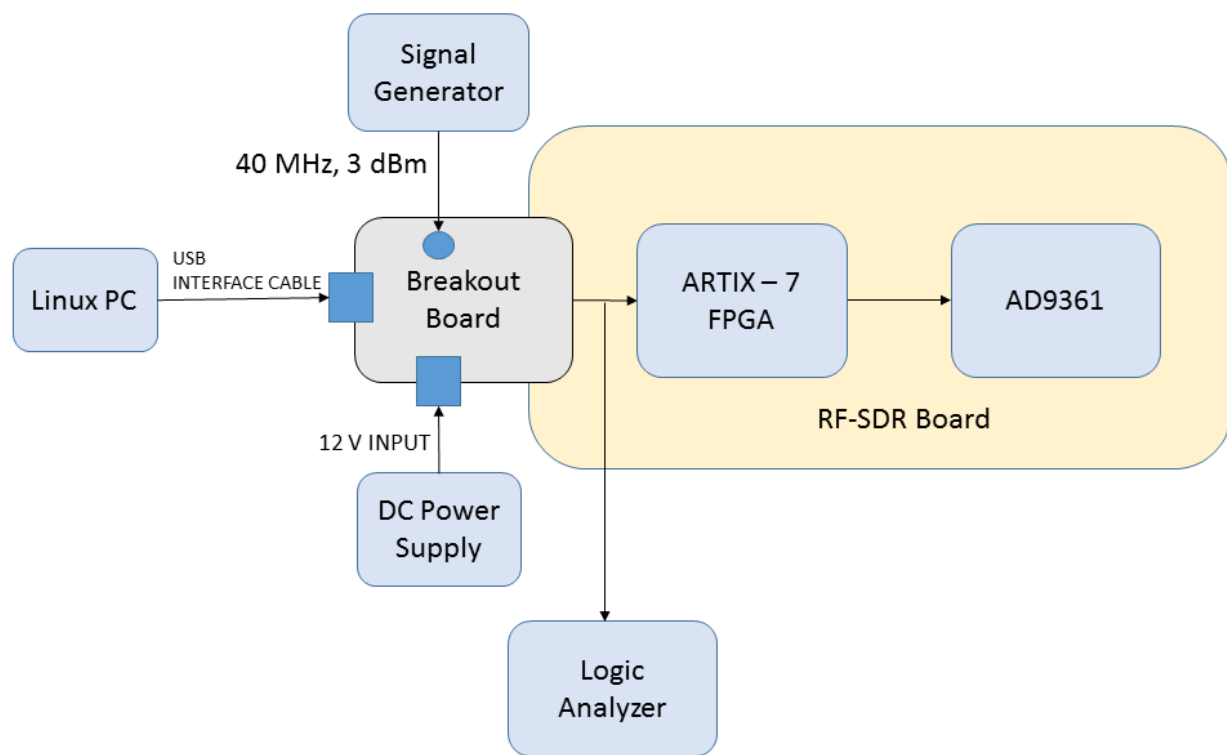 Signal
Generator
40 MHz, 3 dBm
USB
INTERFACE CABLE
Linux PC
Breakout
Board
ARTIX – 7
FPGA
AD9361
RF-SDR Board
12 V INPUT
DC Power
Supply
Logic
Analyzer